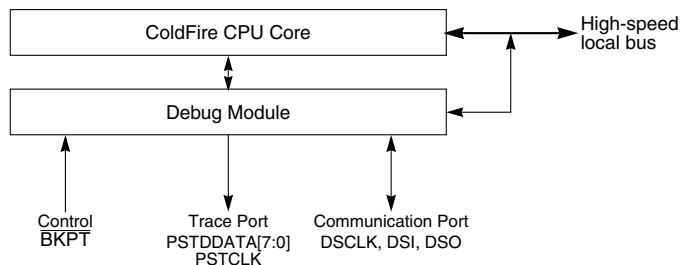 ColdFire CPU Core
High-speed
local bus
Debug Module
Control
BKPT
Trace Port
PSTDDATA[7:0]
PSTCLK
Communication Port
DSCLK, DSI, DSO